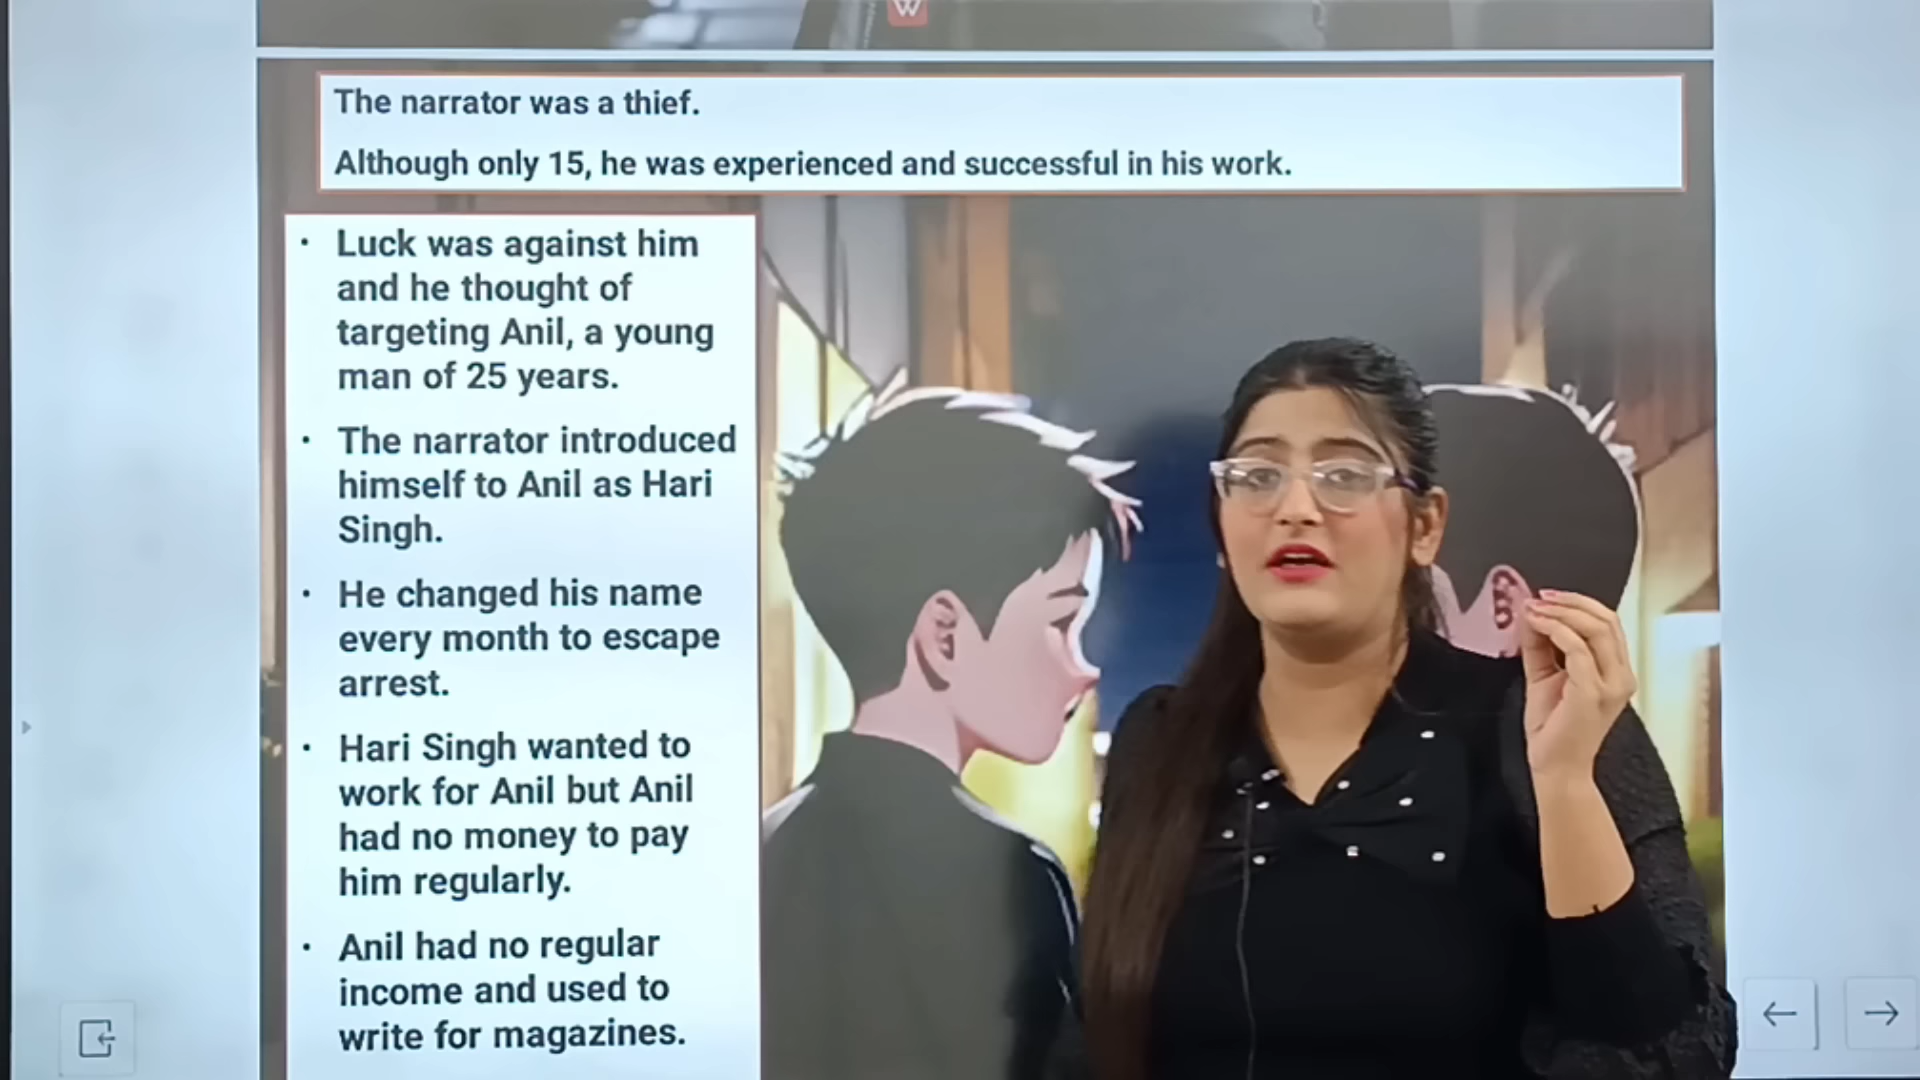 W
The narrator was a thief.
Although only 15, he was experienced and successful in his work.
• Luck was against him
and he thought of
targeting Anil, a young
man of 25 years.
• The narrator introduced
himself to Anil as Hari
Singh.
• He changed his name
every month to escape
arrest.
• Hari Singh wanted to
work for Anil but Anil
had no money to pay
him regularly.
• Anil had no regular
income and used to
write for magazines.